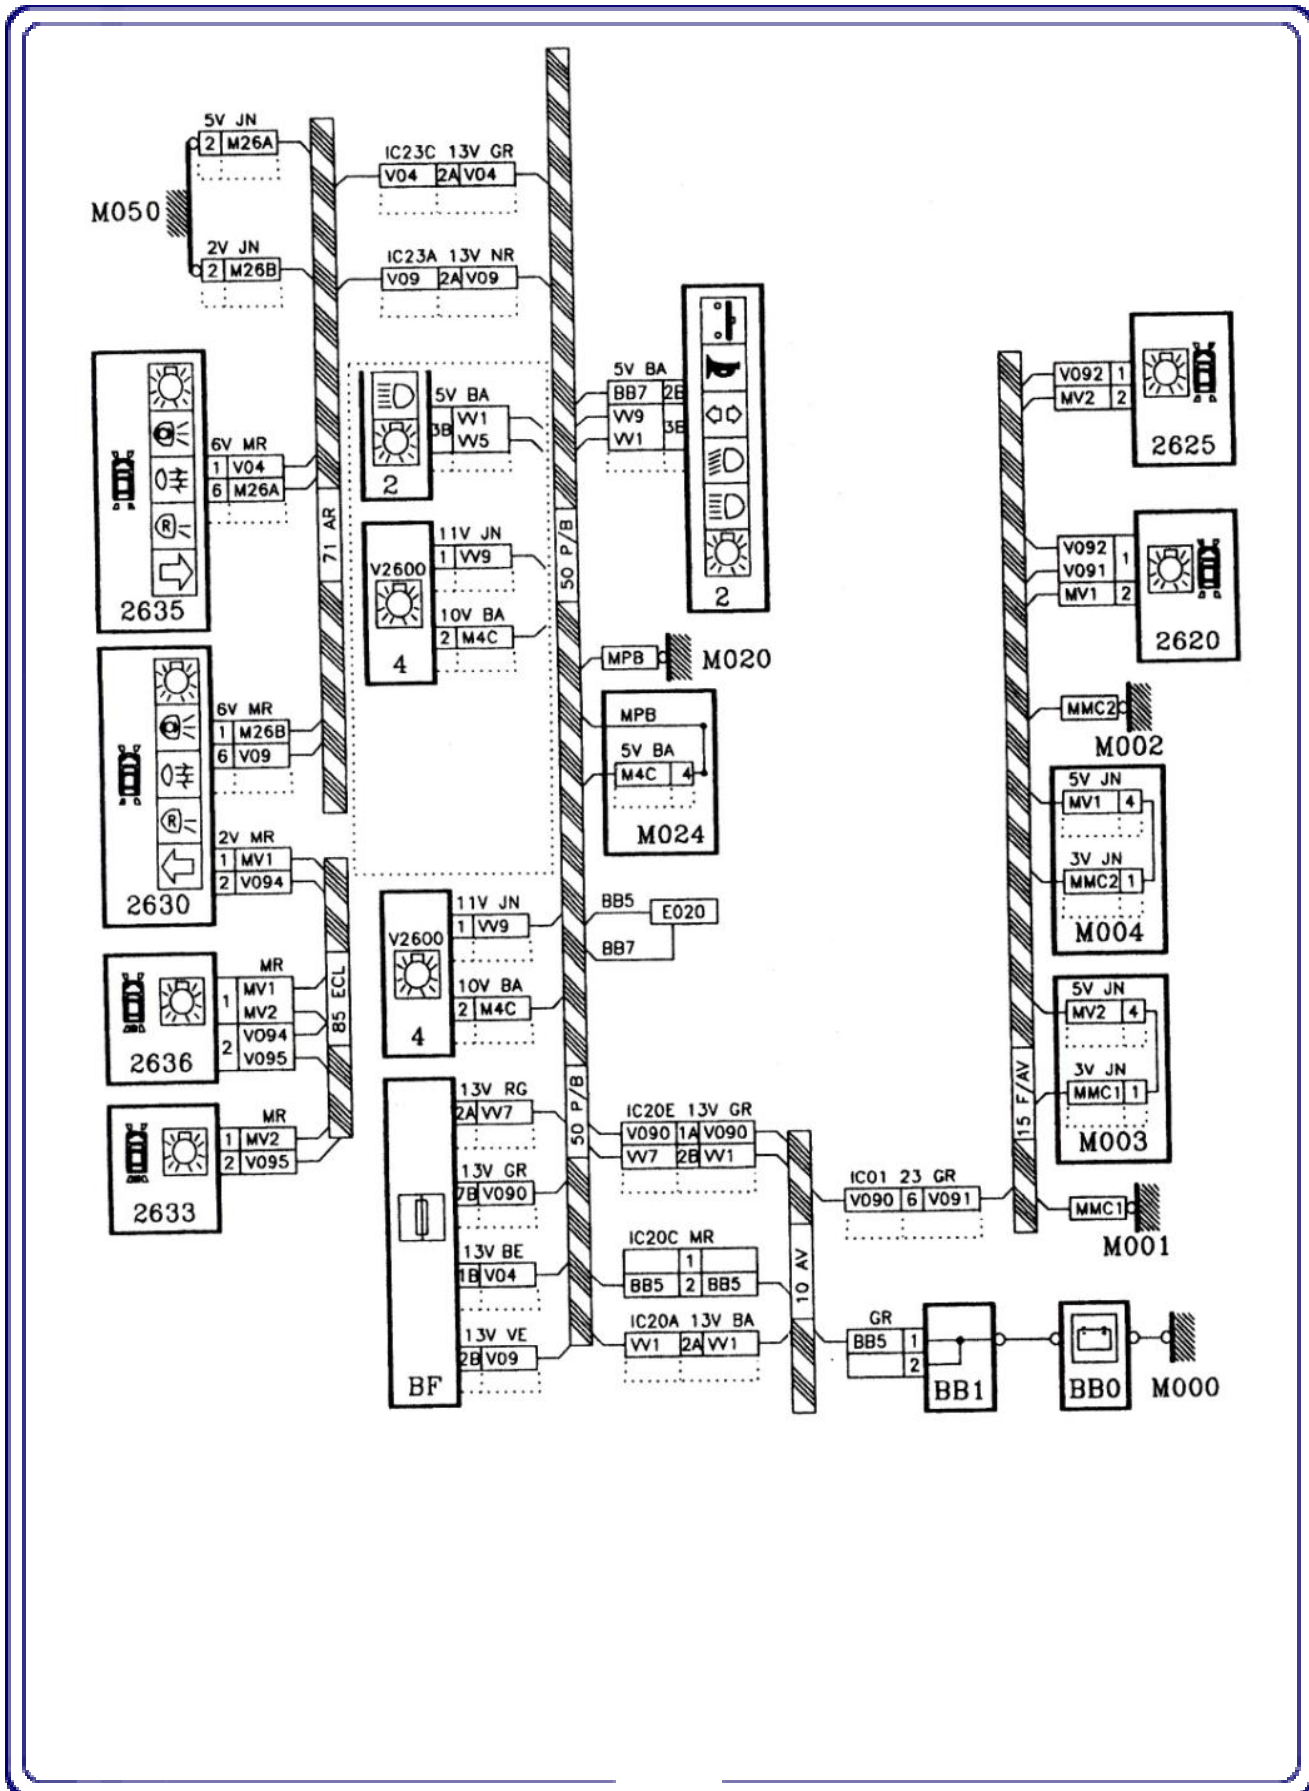 5V JN
2 M26A
M050
2V JN
2 M26B
IC23C 13V GR
V04 2A V04
IC23A 13V NR
V09 2A V09
6V MR
1 V04
6 M26A
2635
71 AR
6V MR
1 M26B
6 V09
2V MR
1 MV1
2 V094
2630
85 ECL
MR
1 MV1
MV2
2 V094
V095
2636
MR
1 MV2
2 V095
2633
5V BA
3B VV1
VV5
2
11V JN
1 VV9
V2600
10V BA
2 M4C
4
50 P/B
5V BA
BB7 2B
VV9 3B
VV1
2
MPB
M020
MPB
5V BA
M4C 4
M024
BB5
E020
BB7
11V JN
1 VV9
V2600
10V BA
2 M4C
4
50 P/B
13V RG
2A VV7
13V GR
7B V090
13V BE
1B V04
13V VE
2B V09
BF
IC20E 13V GR
V090 1A V090
VV7 2B VV1
IC20C MR
1
BB5 2 BB5
IC20A 13V BA
VV1 2A VV1
10 AV
IC01 23 GR
V090 6 V091
GR
BB5 1
2
BB1
BB0
M000
15 F/AV
V092 1
MV2 2
2625
V092 1
V091
MV1 2
2620
MMC2
M002
5V JN
MV1 4
3V JN
MMC2 1
M004
5V JN
MV2 4
3V JN
MMC1 1
M003
MMC1
M001